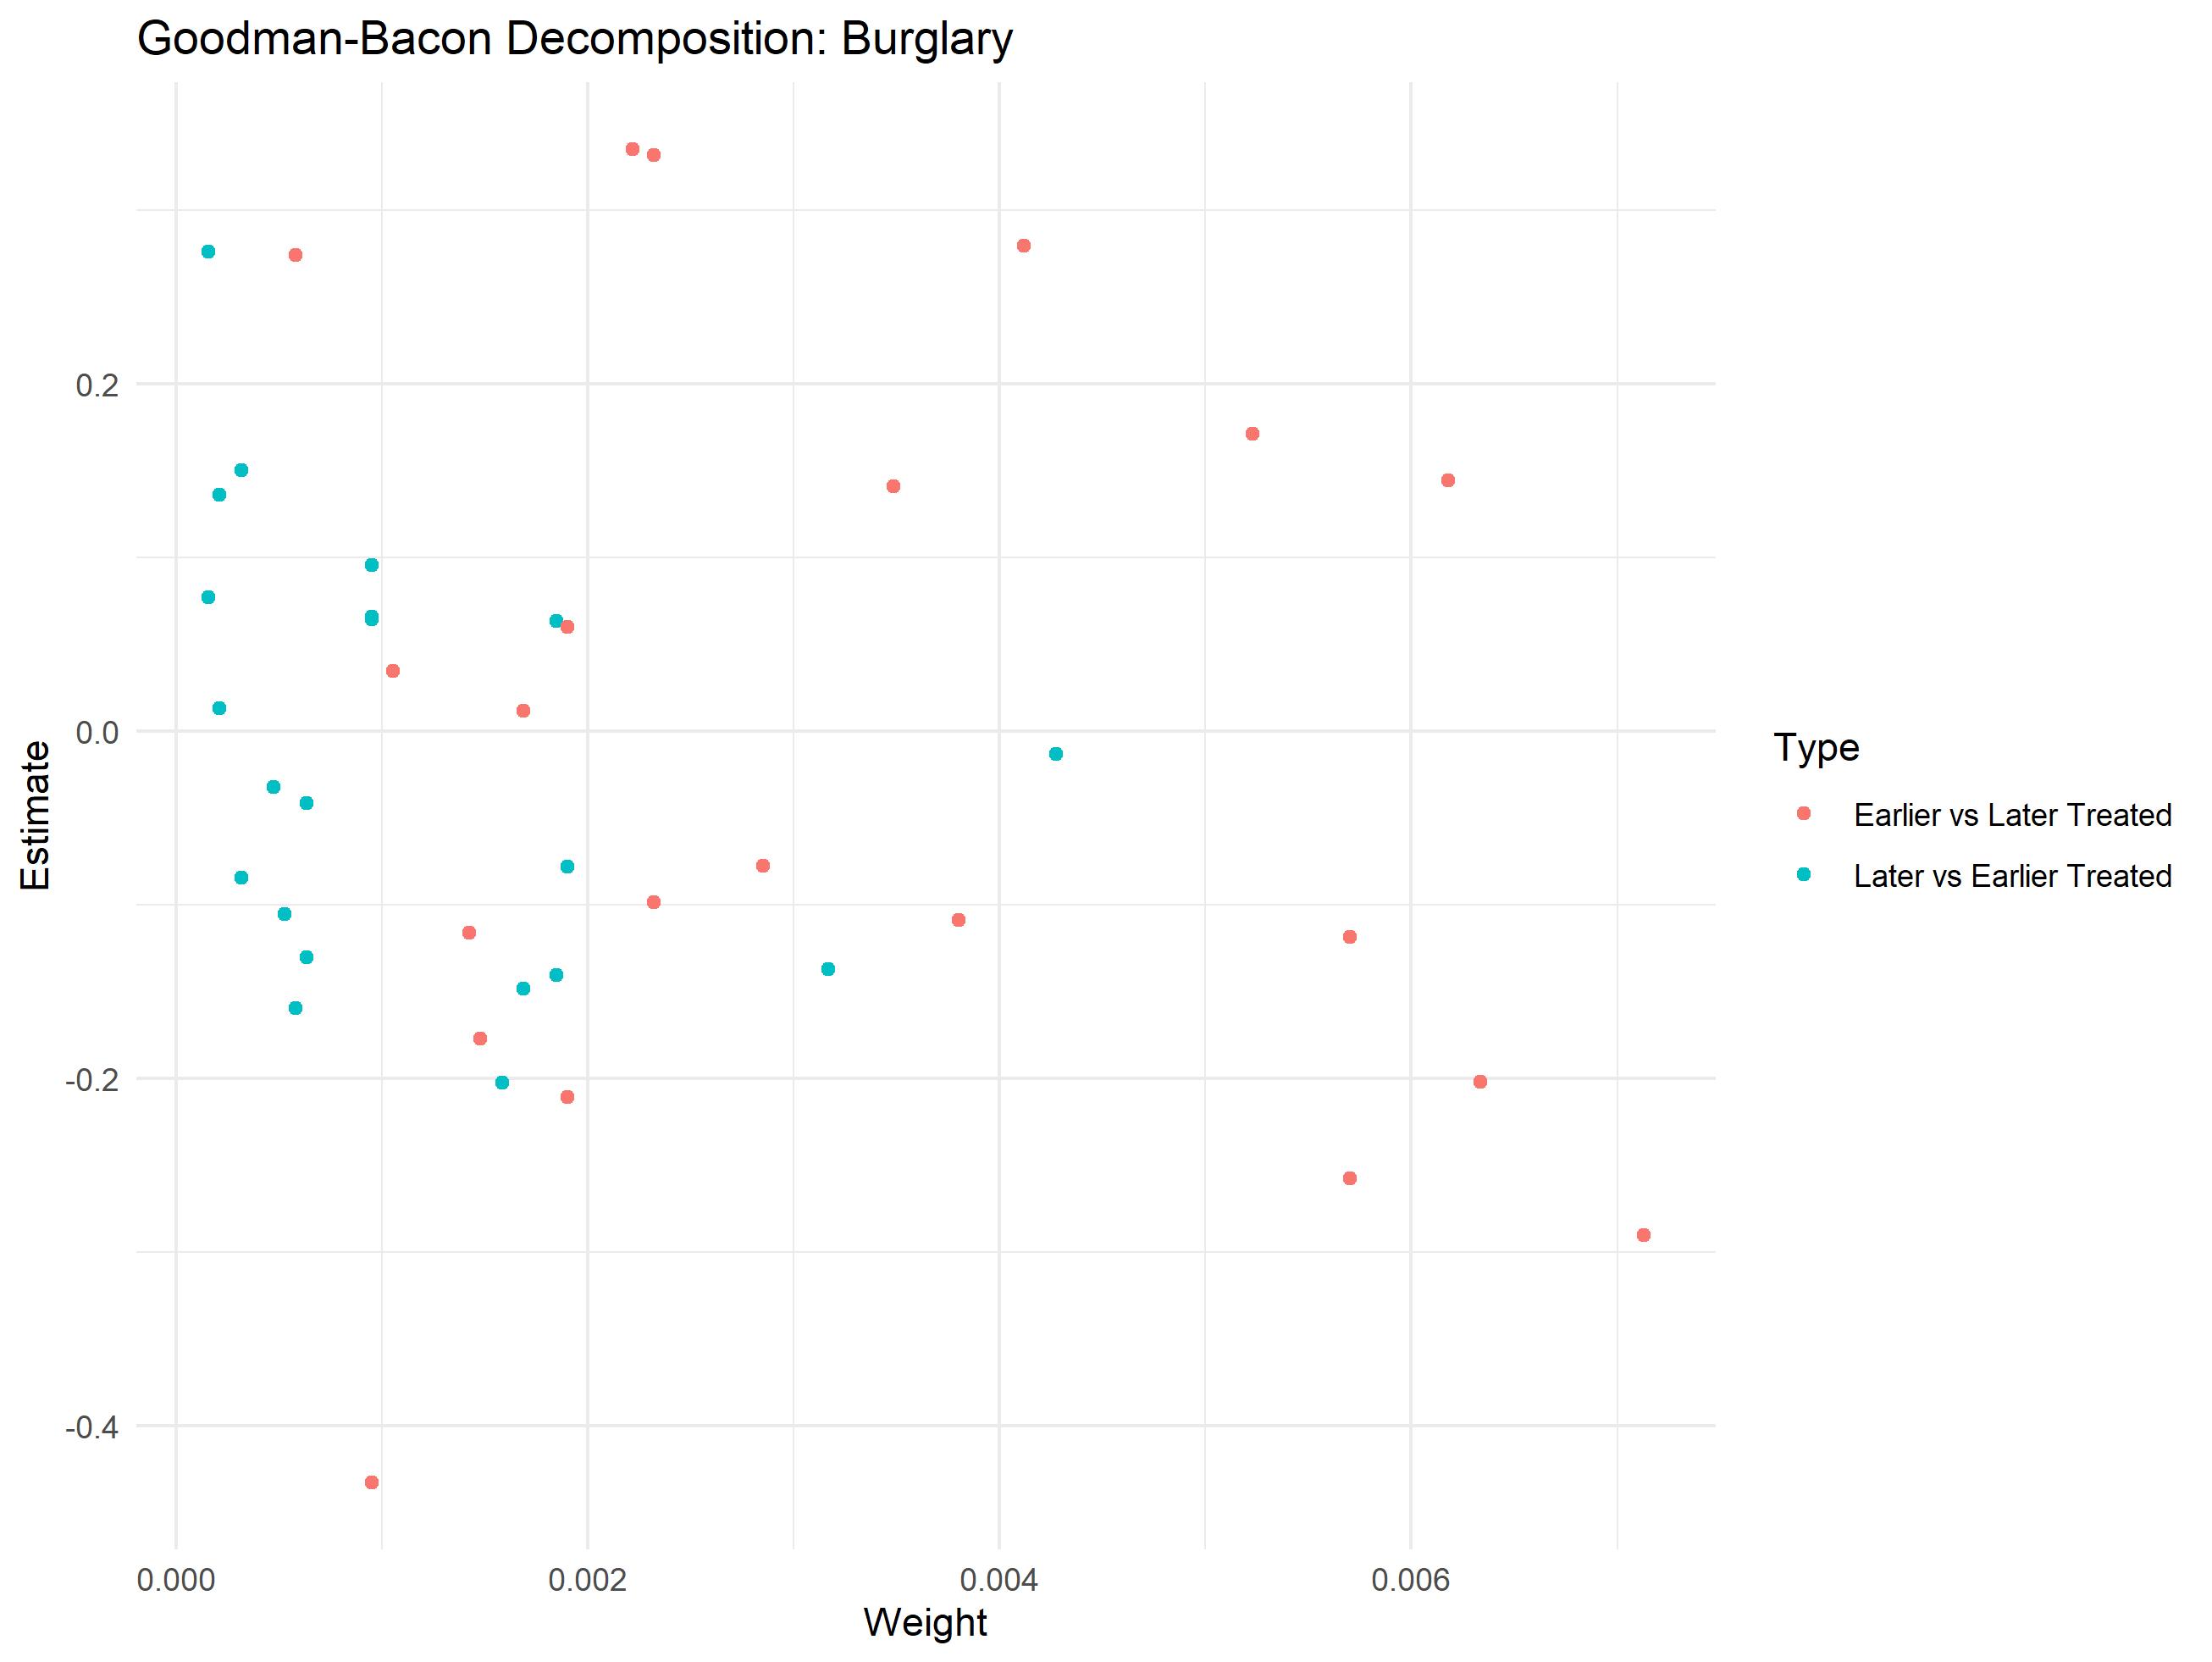 Goodman-Bacon Decomposition: Burglary
0.2
0.0
-0.2
-0.4
Estimate
0.000 0.002 0.004 0.006
Weight
Type
Earlier vs Later Treated
Later vs Earlier Treated